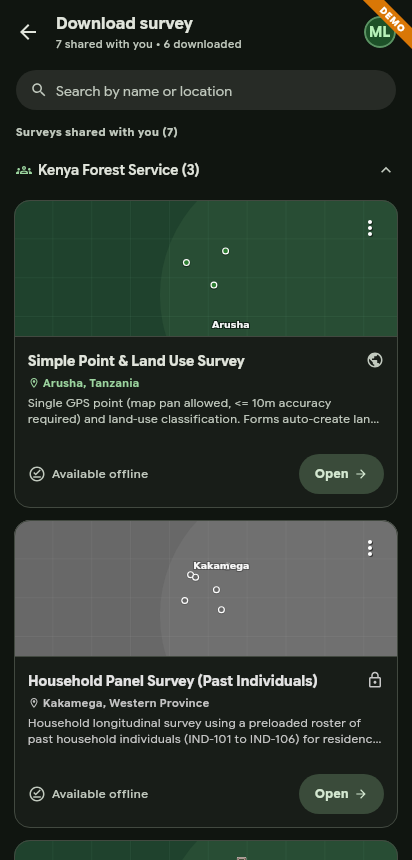 Download survey
7 shared with you • 6 downloaded
ML
DEMO
Search by name or location
Surveys shared with you (7)
Kenya Forest Service (3)
Arusha
Simple Point & Land Use Survey
Arusha, Tanzania
Single GPS point (map pan allowed, <= 10m accuracy
required) and land-use classification. Forms auto-create lan...
Available offline
Open
Kakamega
Household Panel Survey (Past Individuals)
Kakamega, Western Province
Household longitudinal survey using a preloaded roster of
past household individuals (IND-101 to IND-106) for residenc...
Available offline
Open